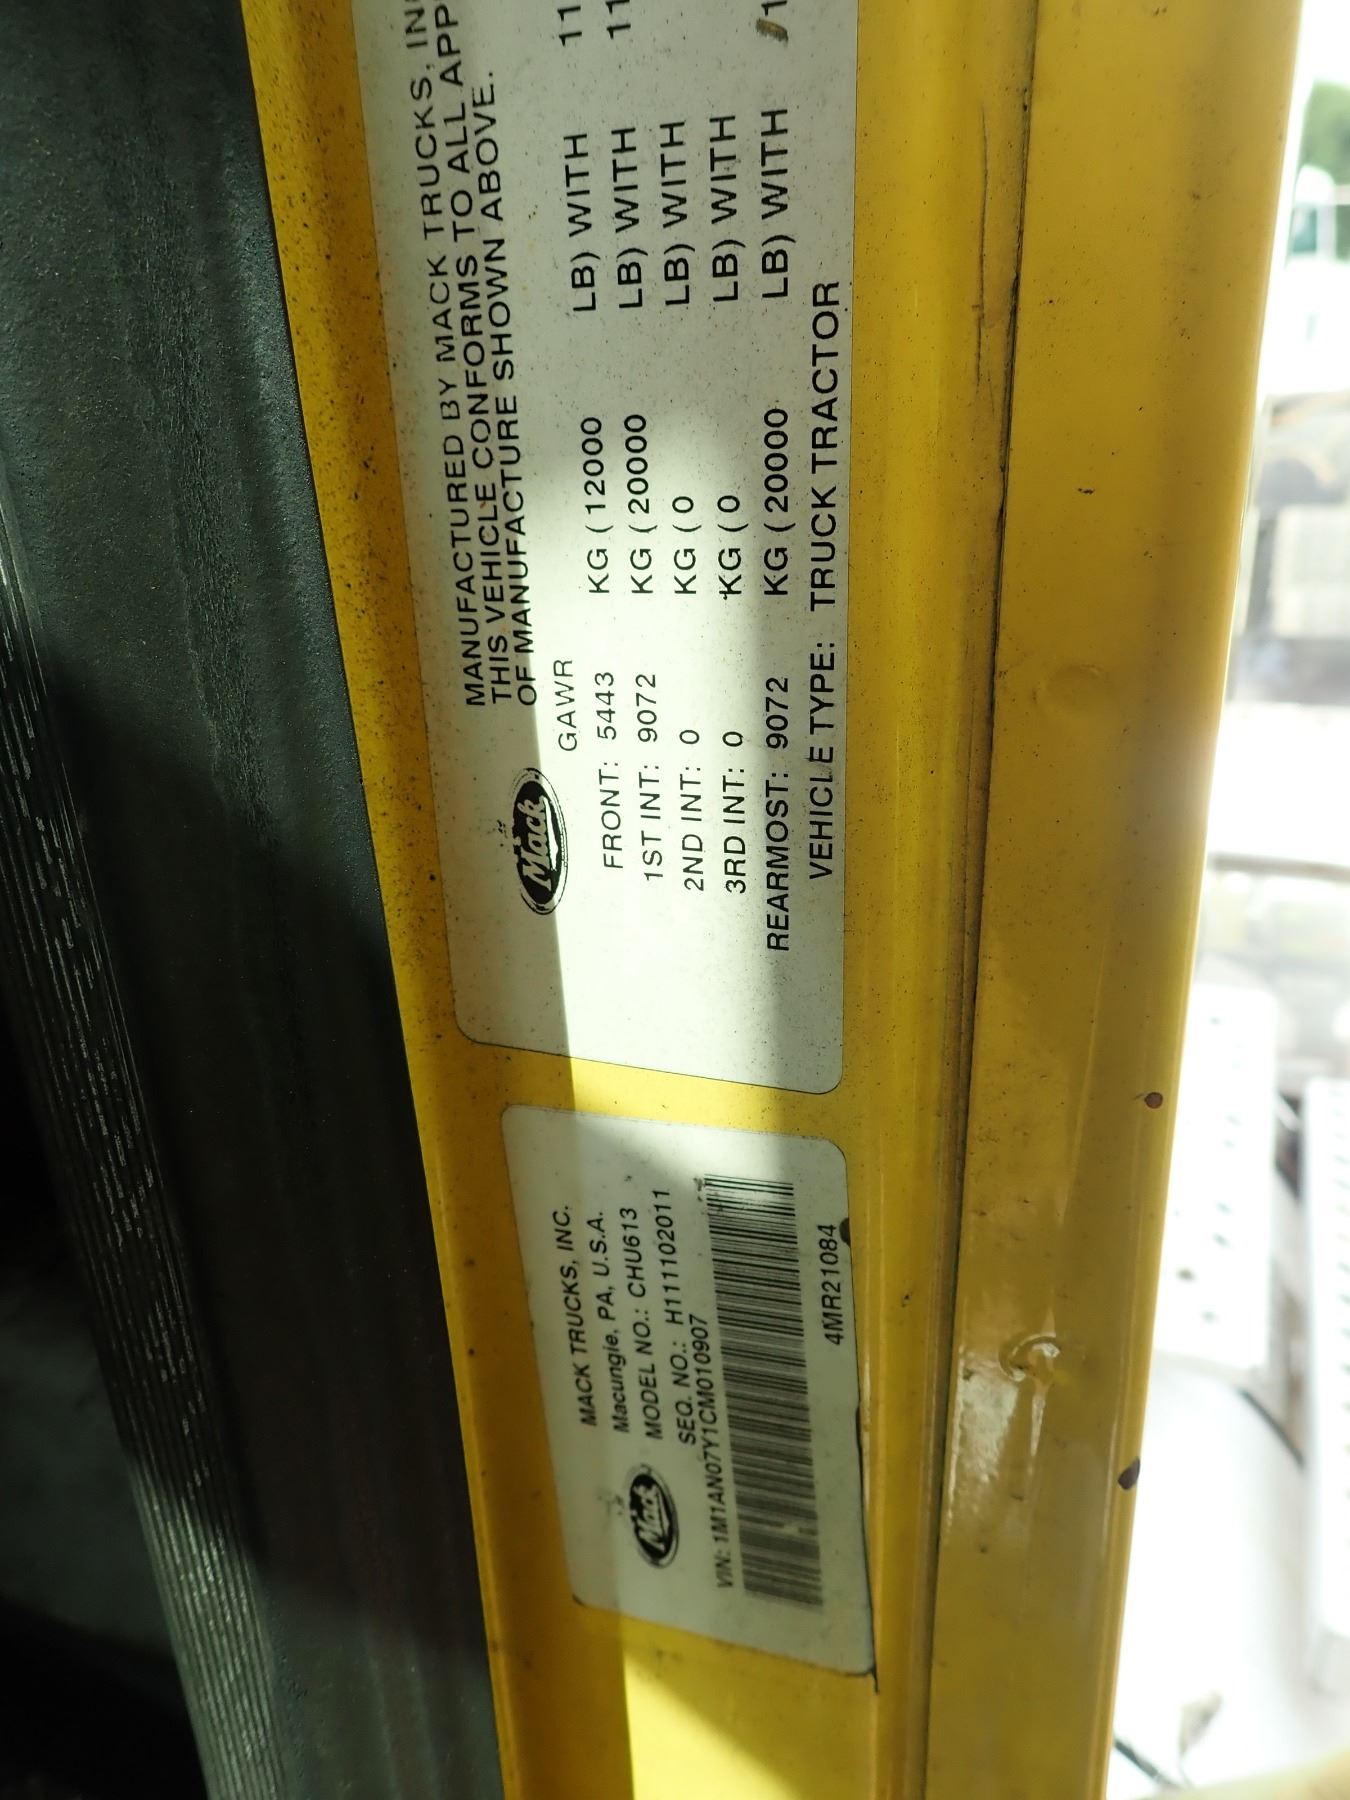 MANUFACTURED BY MACK TRUCKS,
THIS VEHICLE CONFORMS TO ALL
OF MANUFACTURE SHOWN ABOVE.
Mack
GAWR
FRONT: 5443 KG (12000 LB) WITH 11
1ST INT: 9072 KG (20000 LB) WITH 11
2ND INT: 0 KG (0 LB) WITH
3RD INT: 0 KG (0 LB) WITH
REARMOST: 9072 KG (20000 LB) WITH
VEHICLE TYPE: TRUCK TRACTOR
MACK TRUCKS, INC.
Macungie, PA, U.S.A.
MODEL NO.: CHU613
Mack
SEQ. NO.: H111102011
VIN: 1M1AN07Y1CM010907
4MR21084